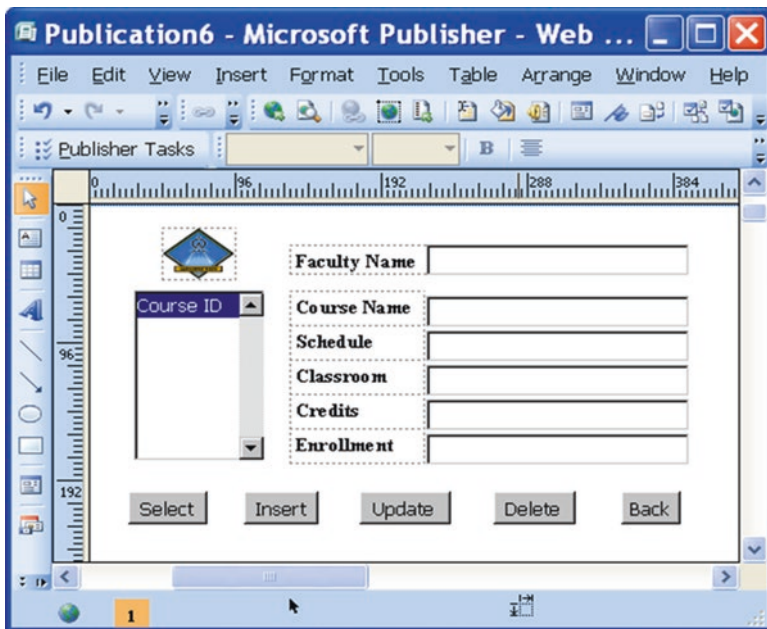 Publication6 - Microsoft Publisher - Web ...
File Edit View Insert Format Tools Table Arrange Window Help
Publisher Tasks B
0 96 192 288 384
0
Faculty Name
Course ID
Course Name
Schedule
96
Classroom
Credits
Enrollment
192
Select Insert Update Delete Back
1